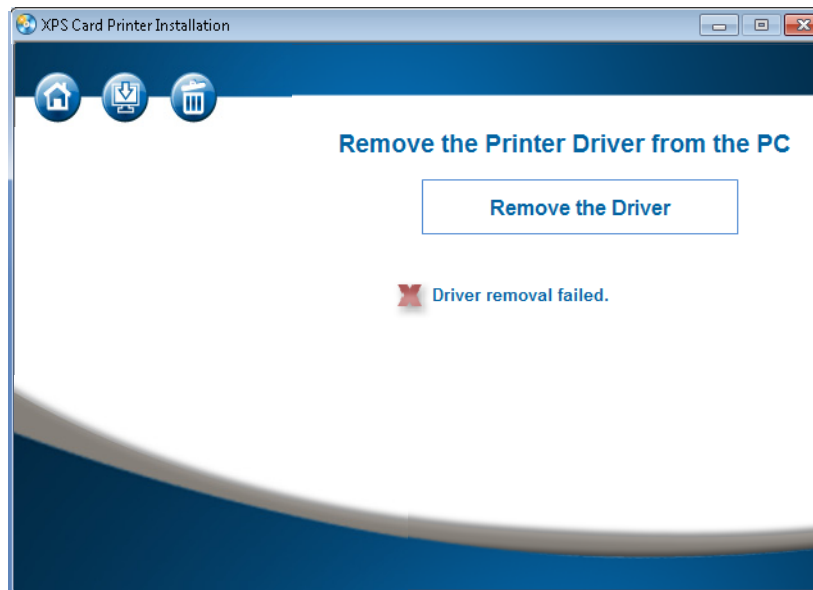 XPS Card Printer Installation
Remove the Printer Driver from the PC
Remove the Driver
Driver removal failed.